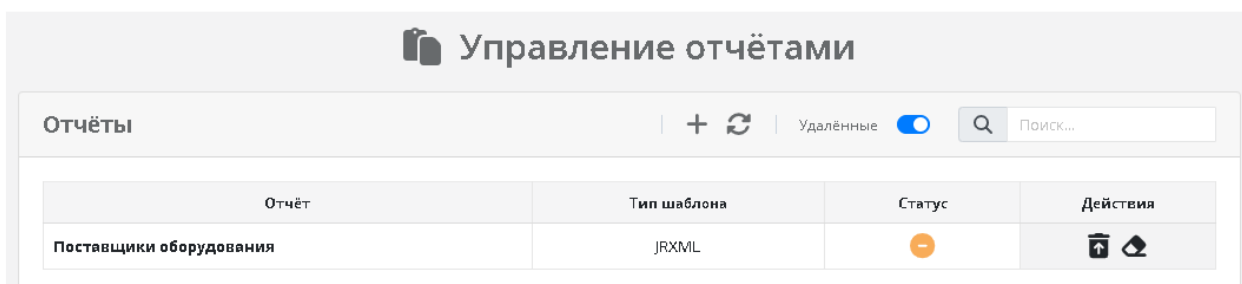 Управление отчётами
Отчёты
Удалённые
Поиск...
Отчёт Тип шаблона Статус Действия
Поставщики оборудования JRXML